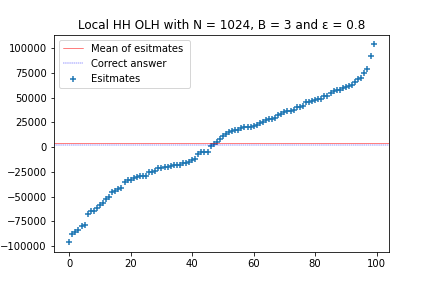 Local HH OLH with N = 1024, B = 3 and ε = 0.8
Mean of esitmates
Correct answer
Esitmates
100000
75000
50000
25000
0
−25000
−50000
−75000
−100000
0 20 40 60 80 100